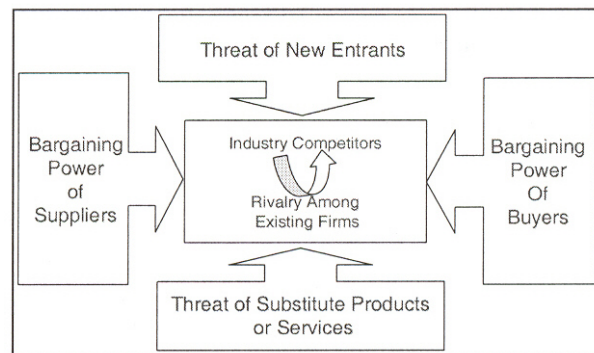 Threat of New Entrants
Bargaining
Power
of
Suppliers
Industry Competitors
Rivalry Among
Existing Firms
Bargaining
Power
Of
Buyers
Threat of Substitute Products
or Services